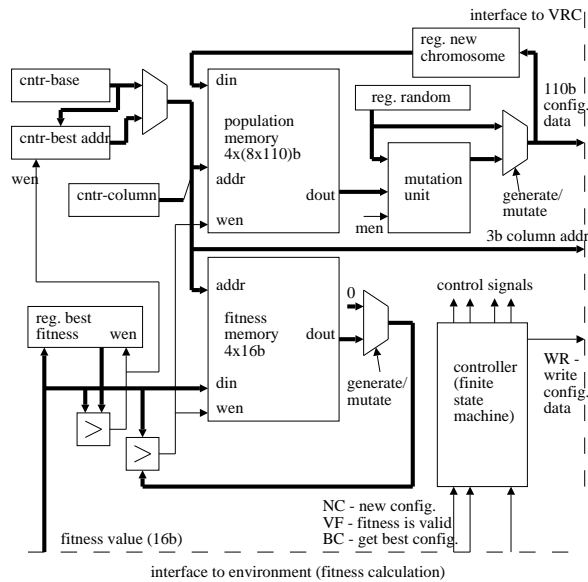 interface to VRC
reg. new
chromosome
cntr-base
din
reg. random
110b
config.
data
cntr-best addr
population
memory
4x(8x110)b
addr
wen
cntr-column
dout
mutation
unit
generate/
mutate
wen
men
3b column addr
addr
0
control signals
reg. best
fitness
wen
fitness
memory
4x16b
dout
din
wen
generate/
mutate
controller
(finite
state
machine)
WR -
write
config.
data
>
>
NC - new config.
VF - fitness is valid
BC - get best config.
fitness value (16b)
interface to environment (fitness calculation)